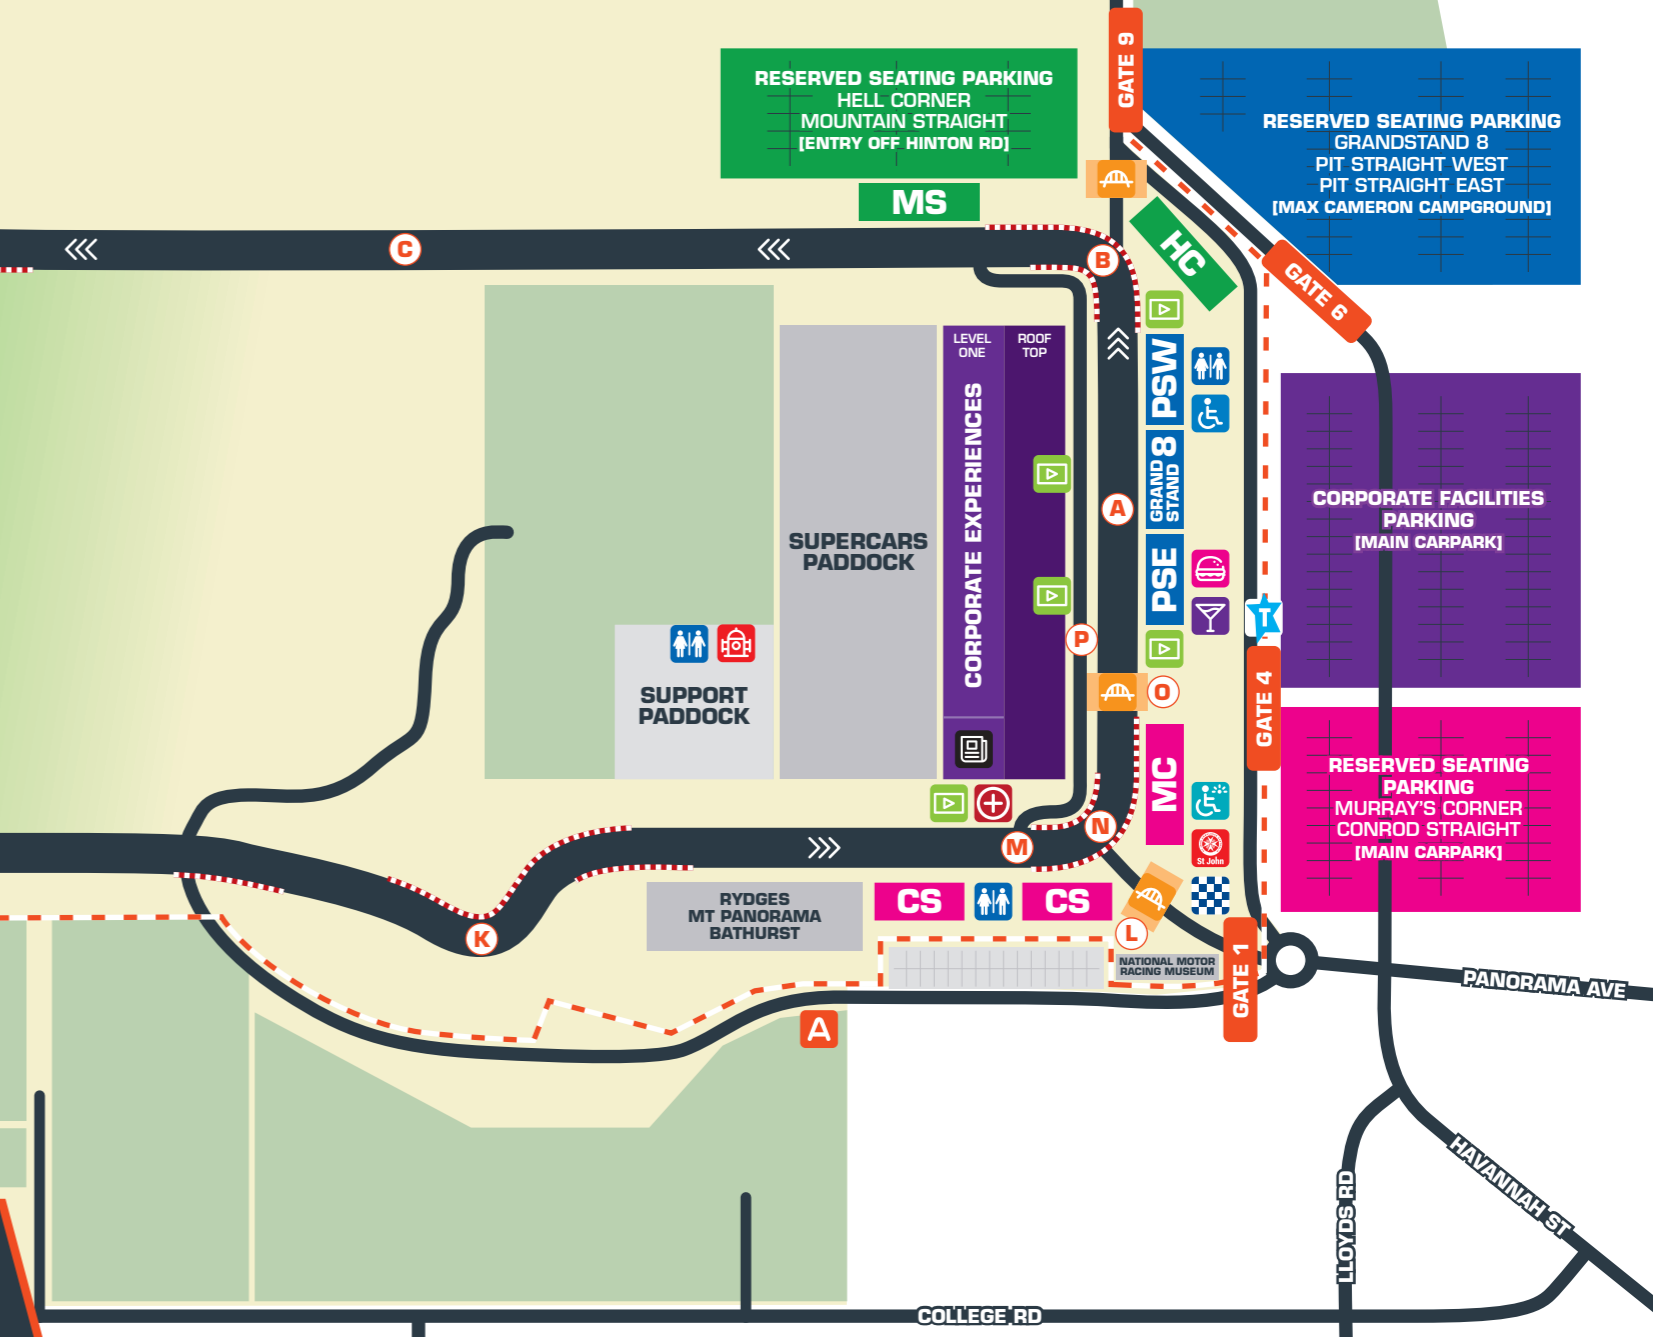 GATE 9
RESERVED SEATING PARKING
HELL CORNER
MOUNTAIN STRAIGHT
[ENTRY OFF HINTON RD]
RESERVED SEATING PARKING
GRANDSTAND 8
PIT STRAIGHT WEST
PIT STRAIGHT EAST
[MAX CAMERON CAMPGROUND]
MS
HC
C
B
GATE 6
LEVEL
ONE
ROOF
TOP
PSW
CORPORATE EXPERIENCES
GRAND
STAND 8
A
CORPORATE FACILITIES
PARKING
[MAIN CARPARK]
SUPERCARS
PADDOCK
PSE
T
P
SUPPORT
PADDOCK
O
GATE 4
MC
RESERVED SEATING
PARKING
MURRAY'S CORNER
CONROD STRAIGHT
[MAIN CARPARK]
N
M
St John
RYDGES
MT PANORAMA
BATHURST
CS
CS
K
L
NATIONAL MOTOR
RACING MUSEUM
GATE 1
PANORAMA AVE
A
HAVANNAH ST
LLOYDS RD
COLLEGE RD